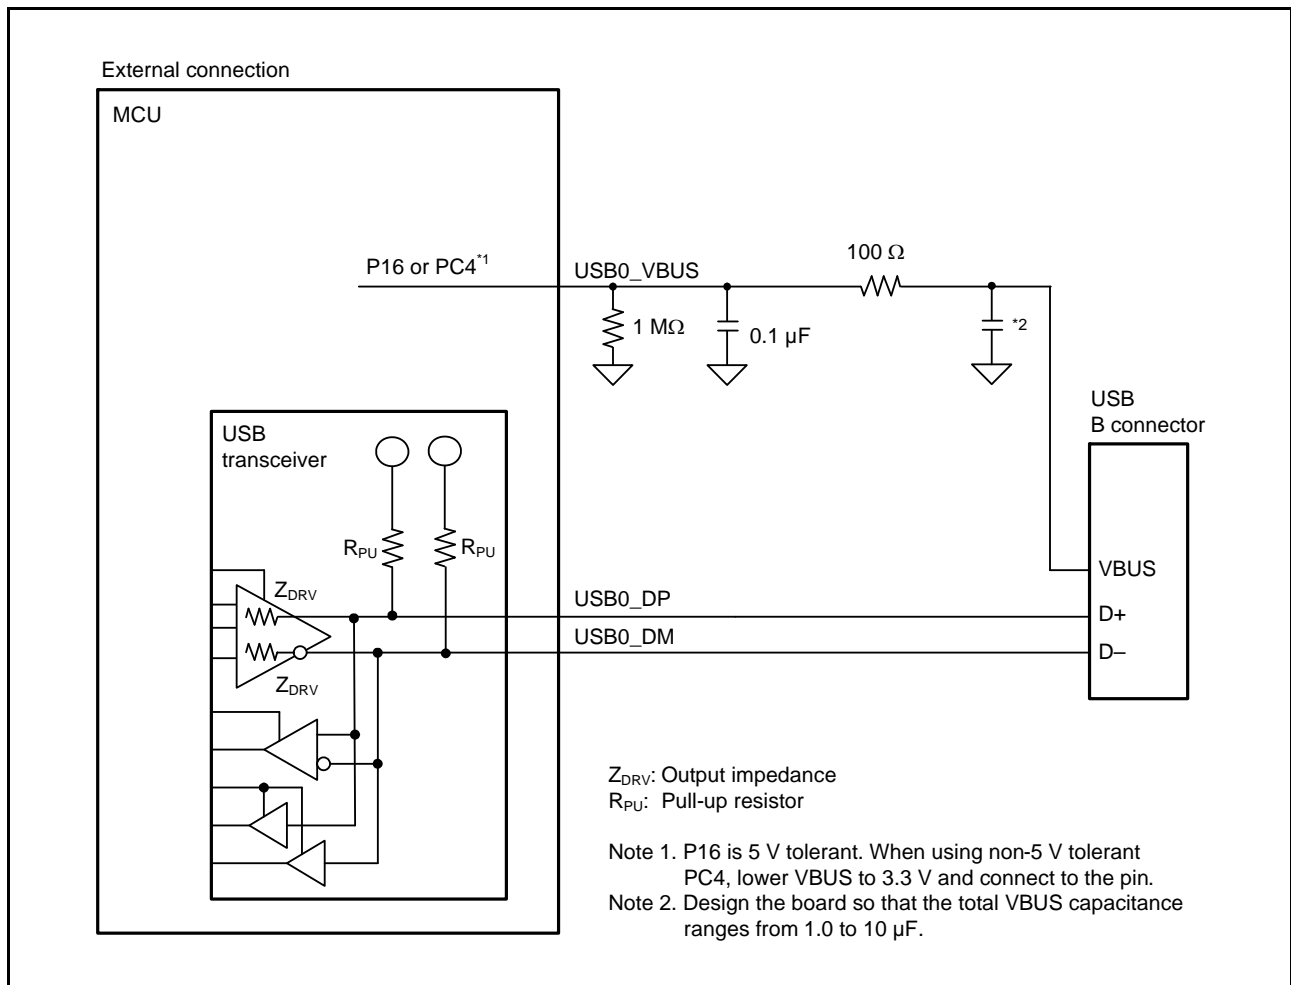 External connection
MCU
P16 or PC4*1
USB0_VBUS
100 Ω
1 MΩ
0.1 µF
*2
USB
B connector
USB
transceiver
RPU
RPU
ZDRV
ZDRV
USB0_DP
USB0_DM
VBUS
D+
D–
ZDRV: Output impedance
RPU: Pull-up resistor
Note 1. P16 is 5 V tolerant. When using non-5 V tolerant
PC4, lower VBUS to 3.3 V and connect to the pin.
Note 2. Design the board so that the total VBUS capacitance
ranges from 1.0 to 10 µF.